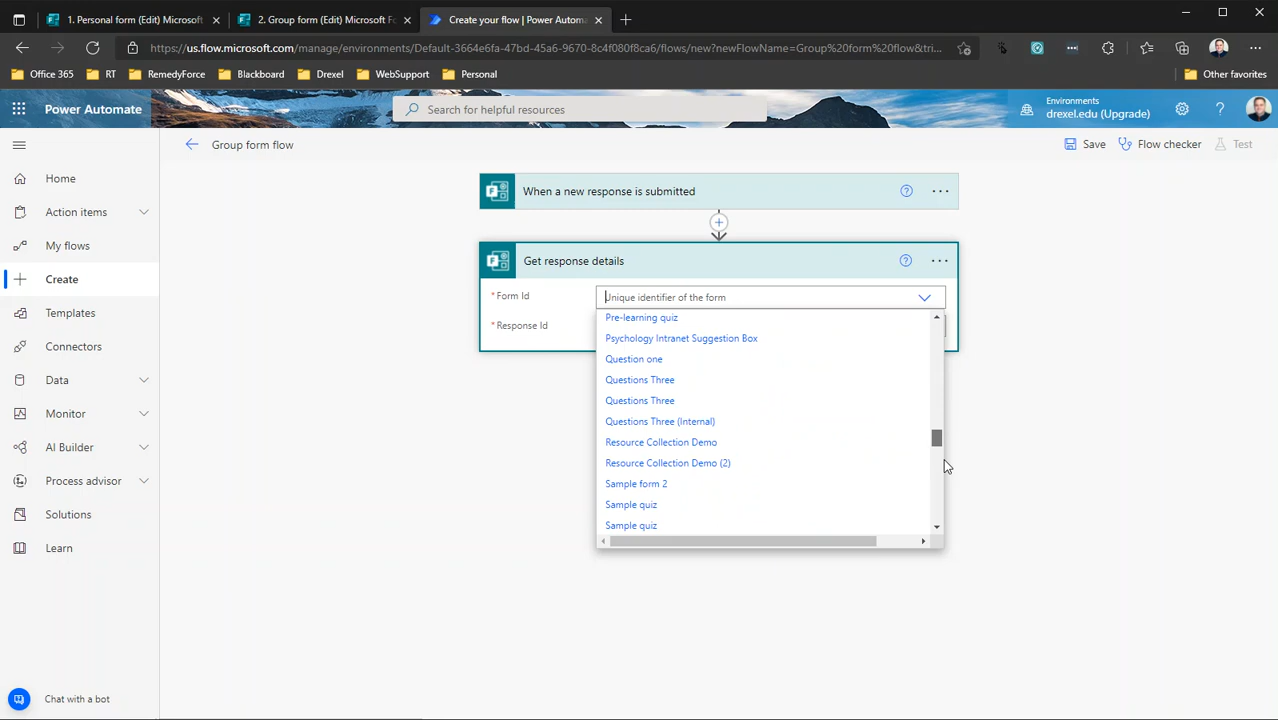 1. Personal form (Edit) Microsoft
2. Group form (Edit) Microsoft Fo
Create your flow | Power Automa
https://us.flow.microsoft.com/manage/environments/Default-3664e6fa-47bd-45a6-9670-8c4f080f8ca6/flows/new?newFlowName=Group%20form%20flow&tri...
Office 365
RT
RemedyForce
Blackboard
Drexel
WebSupport
Personal
Other favorites
Power Automate
Search for helpful resources
Environments
drexel.edu (Upgrade)
Group form flow
Save
Flow checker
Test
Home
Action items
My flows
Create
Templates
Connectors
Data
Monitor
AI Builder
Process advisor
Solutions
Learn
Chat with a bot
When a new response is submitted
Get response details
* Form Id
Unique identifier of the form
* Response Id
Pre-learning quiz
Psychology Intranet Suggestion Box
Question one
Questions Three
Questions Three
Questions Three (Internal)
Resource Collection Demo
Resource Collection Demo (2)
Sample form 2
Sample quiz
Sample quiz